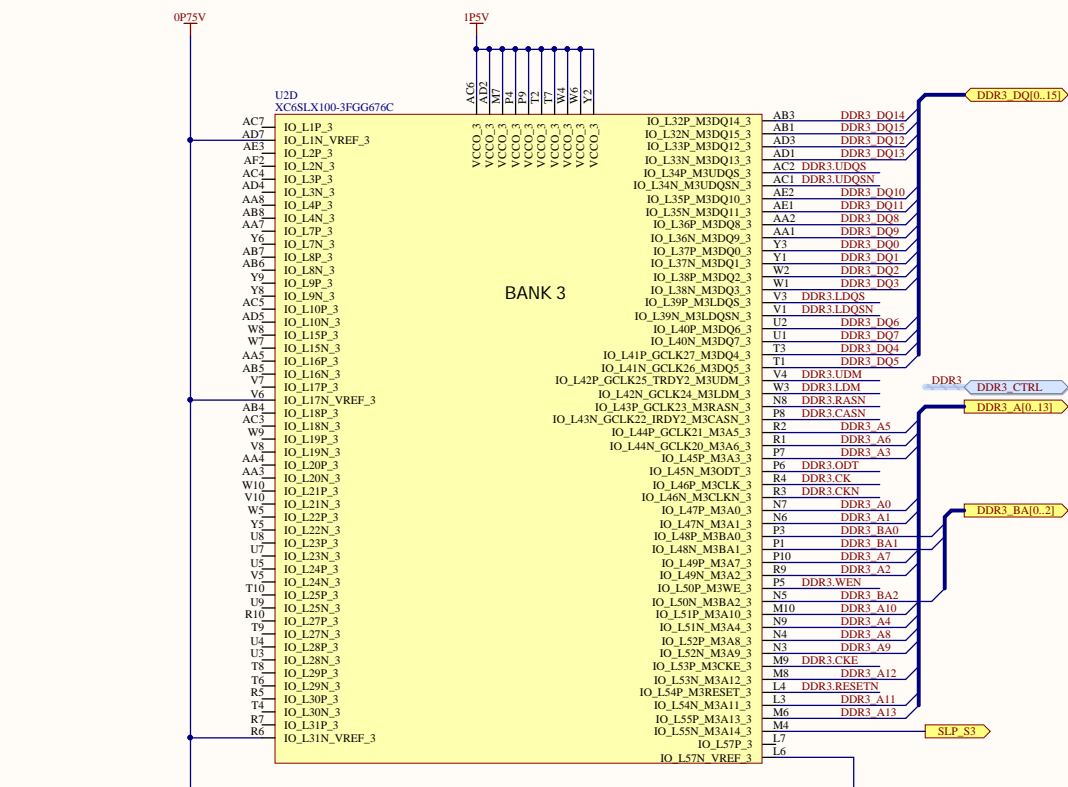 0P75V
1P5V
U2D
XC6SLX100-3FGG676C
AC6 AD2 M7 P4 P9 T2 T7 W4 W6 Y2
VCCO_3 VCCO_3 VCCO_3 VCCO_3 VCCO_3 VCCO_3 VCCO_3 VCCO_3 VCCO_3 VCCO_3
BANK 3
AC7 IO_L1P_3
AD7 IO_L1N_VREF_3
AE3 IO_L2P_3
AF2 IO_L2N_3
AC4 IO_L3P_3
AD4 IO_L3N_3
AA8 IO_L4P_3
AB8 IO_L4N_3
AA7 IO_L7P_3
Y6 IO_L7N_3
AB7 IO_L8P_3
AB6 IO_L8N_3
Y9 IO_L9P_3
Y8 IO_L9N_3
AC5 IO_L10P_3
AD5 IO_L10N_3
W8 IO_L15P_3
W7 IO_L15N_3
AA5 IO_L16P_3
AB5 IO_L16N_3
V7 IO_L17P_3
V6 IO_L17N_VREF_3
AB4 IO_L18P_3
AC3 IO_L18N_3
W9 IO_L19P_3
V8 IO_L19N_3
AA4 IO_L20P_3
AA3 IO_L20N_3
W10 IO_L21P_3
V10 IO_L21N_3
W5 IO_L22P_3
Y5 IO_L22N_3
U8 IO_L23P_3
U7 IO_L23N_3
U5 IO_L24P_3
V5 IO_L24N_3
T10 IO_L25P_3
U9 IO_L25N_3
R10 IO_L27P_3
T9 IO_L27N_3
U4 IO_L28P_3
U3 IO_L28N_3
T8 IO_L29P_3
T6 IO_L29N_3
R5 IO_L30P_3
T4 IO_L30N_3
R7 IO_L31P_3
R6 IO_L31N_VREF_3
IO_L32P_M3DQ14_3 AB3 DDR3_DQ14
IO_L32N_M3DQ15_3 AB1 DDR3_DQ15
IO_L33P_M3DQ12_3 AD3 DDR3_DQ12
IO_L33N_M3DQ13_3 AD1 DDR3_DQ13
IO_L34P_M3UDQS_3 AC2 DDR3.UDQS
IO_L34N_M3UDQSN_3 AC1 DDR3.UDQSN
IO_L35P_M3DQ10_3 AE2 DDR3_DQ10
IO_L35N_M3DQ11_3 AE1 DDR3_DQ11
IO_L36P_M3DQ8_3 AA2 DDR3_DQ8
IO_L36N_M3DQ9_3 AA1 DDR3_DQ9
IO_L37P_M3DQ0_3 Y3 DDR3_DQ0
IO_L37N_M3DQ1_3 Y1 DDR3_DQ1
IO_L38P_M3DQ2_3 W2 DDR3_DQ2
IO_L38N_M3DQ3_3 W1 DDR3_DQ3
IO_L39P_M3LDQS_3 V3 DDR3.LDQS
IO_L39N_M3LDQSN_3 V1 DDR3.LDQSN
IO_L40P_M3DQ6_3 U2 DDR3_DQ6
IO_L40N_M3DQ7_3 U1 DDR3_DQ7
IO_L41P_GCLK27_M3DQ4_3 T3 DDR3_DQ4
IO_L41N_GCLK26_M3DQ5_3 T1 DDR3_DQ5
IO_L42P_GCLK25_TRDY2_M3UDM_3 V4 DDR3.UDM
IO_L42N_GCLK24_M3LDM_3 W3 DDR3.LDM
IO_L43P_GCLK23_M3RASN_3 N8 DDR3.RASN
IO_L43N_GCLK22_IRDY2_M3CASN_3 P8 DDR3.CASN
IO_L44P_GCLK21_M3A5_3 R2 DDR3_A5
IO_L44N_GCLK20_M3A6_3 R1 DDR3_A6
IO_L45P_M3A3_3 P7 DDR3_A3
IO_L45N_M3ODT_3 P6 DDR3.ODT
IO_L46P_M3CLK_3 R4 DDR3.CK
IO_L46N_M3CLKN_3 R3 DDR3.CKN
IO_L47P_M3A0_3 N7 DDR3_A0
IO_L47N_M3A1_3 N6 DDR3_A1
IO_L48P_M3BA0_3 P3 DDR3_BA0
IO_L48N_M3BA1_3 P1 DDR3_BA1
IO_L49P_M3A7_3 P10 DDR3_A7
IO_L49N_M3A2_3 R9 DDR3_A2
IO_L50P_M3WE_3 P5 DDR3.WEN
IO_L50N_M3BA2_3 N5 DDR3_BA2
IO_L51P_M3A10_3 M10 DDR3_A10
IO_L51N_M3A4_3 N9 DDR3_A4
IO_L52P_M3A8_3 N4 DDR3_A8
IO_L52N_M3A9_3 N3 DDR3_A9
IO_L53P_M3CKE_3 M9 DDR3.CKE
IO_L53N_M3A12_3 M8 DDR3_A12
IO_L54P_M3RESET_3 L4 DDR3.RESETN
IO_L54N_M3A11_3 L3 DDR3_A11
IO_L55P_M3A13_3 M6 DDR3_A13
IO_L55N_M3A14_3 M4
IO_L57P_3 L7
IO_L57N_VREF_3 L6
DDR3_DQ[0..15]
DDR3 DDR3_CTRL
DDR3_A[0..13]
DDR3_BA[0..2]
SLP_S3